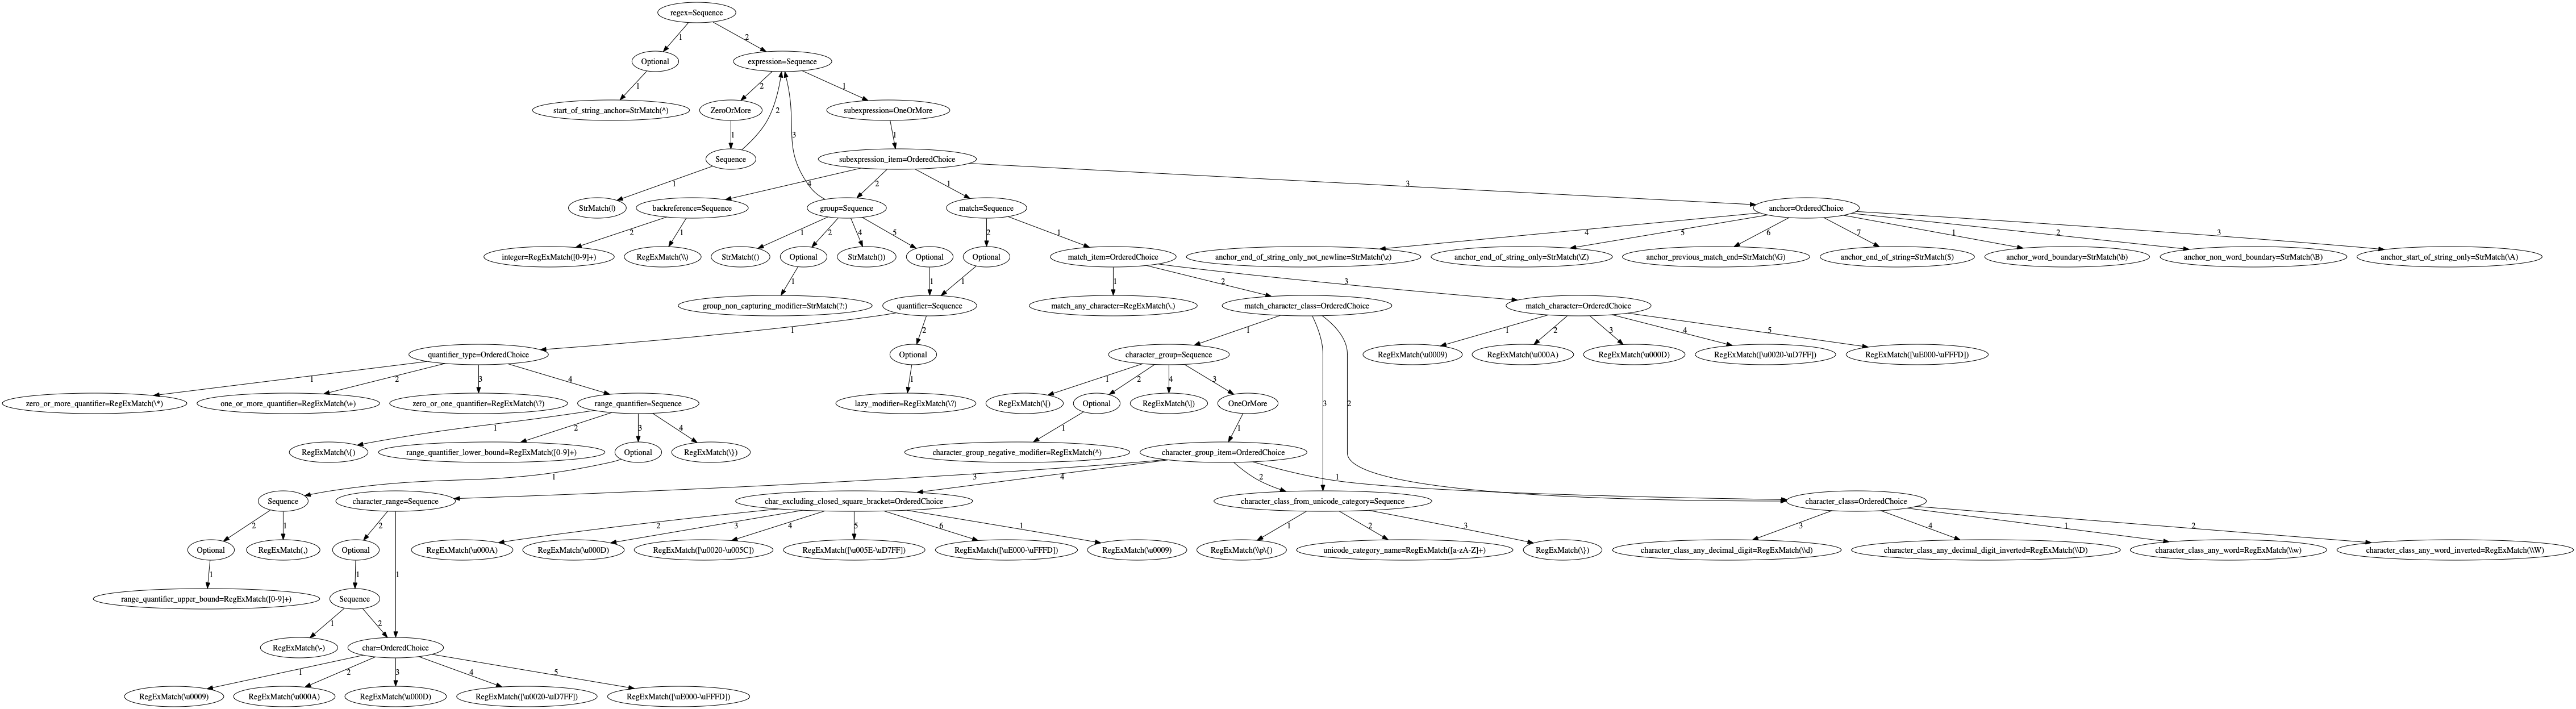 regex=Sequence
1
2
Optional
expression=Sequence
1
2
1
start_of_string_anchor=StrMatch(^)
ZeroOrMore
2
subexpression=OneOrMore
1
3
1
Sequence
subexpression_item=OrderedChoice
1
4
2
1
3
StrMatch(|)
backreference=Sequence
group=Sequence
match=Sequence
anchor=OrderedChoice
2
1
1
2
4
5
2
1
4
5
6
7
1
2
3
integer=RegExMatch([0-9]+)
RegExMatch(\\)
StrMatch(()
Optional
StrMatch())
Optional
Optional
match_item=OrderedChoice
anchor_end_of_string_only_not_newline=StrMatch(\z)
anchor_end_of_string_only=StrMatch(\Z)
anchor_previous_match_end=StrMatch(\G)
anchor_end_of_string=StrMatch($)
anchor_word_boundary=StrMatch(\b)
anchor_non_word_boundary=StrMatch(\B)
anchor_start_of_string_only=StrMatch(\A)
1
1
1
1
2
3
group_non_capturing_modifier=StrMatch(?:)
quantifier=Sequence
match_any_character=RegExMatch(\.)
match_character_class=OrderedChoice
match_character=OrderedChoice
1
2
1
1
2
3
4
5
quantifier_type=OrderedChoice
Optional
character_group=Sequence
RegExMatch(\u0009)
RegExMatch(\u000A)
RegExMatch(\u000D)
RegExMatch([\u0020-\uD7FF])
RegExMatch([\uE000-\uFFFD])
1
2
3
4
1
1
2
4
3
3
2
zero_or_more_quantifier=RegExMatch(\*)
one_or_more_quantifier=RegExMatch(\+)
zero_or_one_quantifier=RegExMatch(\?)
range_quantifier=Sequence
lazy_modifier=RegExMatch(\?)
RegExMatch(\[)
Optional
RegExMatch(\])
OneOrMore
1
2
3
4
1
1
RegExMatch(\{)
range_quantifier_lower_bound=RegExMatch([0-9]+)
Optional
RegExMatch(\})
character_group_negative_modifier=RegExMatch(^)
character_group_item=OrderedChoice
1
3
4
2
1
Sequence
character_range=Sequence
char_excluding_closed_square_bracket=OrderedChoice
character_class_from_unicode_category=Sequence
character_class=OrderedChoice
2
1
2
2
3
4
5
6
1
1
2
3
3
4
1
2
Optional
RegExMatch(,)
Optional
RegExMatch(\u000A)
RegExMatch(\u000D)
RegExMatch([\u0020-\u005C])
RegExMatch([\u005E-\uD7FF])
RegExMatch([\uE000-\uFFFD])
RegExMatch(\u0009)
RegExMatch(\\p\{)
unicode_category_name=RegExMatch([a-zA-Z]+)
RegExMatch(\})
character_class_any_decimal_digit=RegExMatch(\\d)
character_class_any_decimal_digit_inverted=RegExMatch(\\D)
character_class_any_word=RegExMatch(\\w)
character_class_any_word_inverted=RegExMatch(\\W)
1
1
1
range_quantifier_upper_bound=RegExMatch([0-9]+)
Sequence
1
2
RegExMatch(\-)
char=OrderedChoice
1
2
3
4
5
RegExMatch(\u0009)
RegExMatch(\u000A)
RegExMatch(\u000D)
RegExMatch([\u0020-\uD7FF])
RegExMatch([\uE000-\uFFFD])